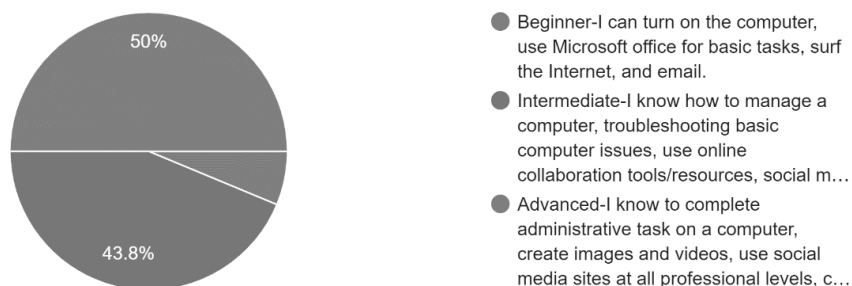 50%
43.8%
Beginner-I can turn on the computer,
use Microsoft office for basic tasks, surf
the Internet, and email.
Intermediate-I know how to manage a
computer, troubleshooting basic
computer issues, use online
collaboration tools/resources, social m…
Advanced-I know to complete
administrative task on a computer,
create images and videos, use social
media sites at all professional levels, c…